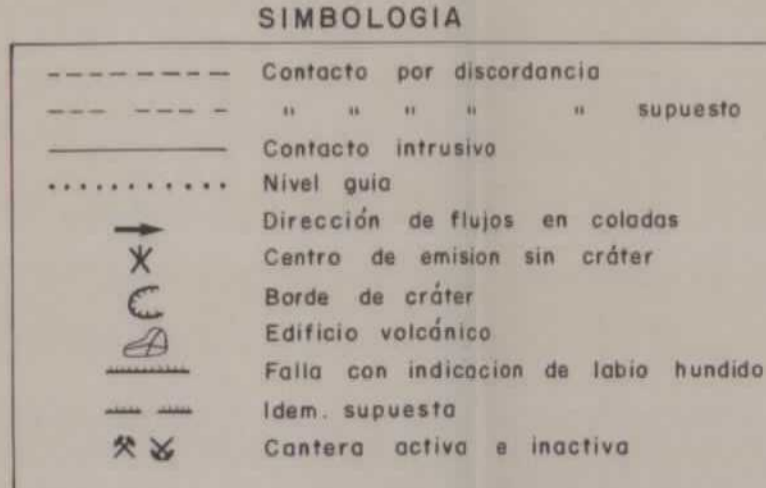 SIMBOLOGIA
Contacto por discordancia
" " " " " supuesto
Contacto intrusivo
Nivel guia
Dirección de flujos en coladas
Centro de emision sin cráter
Borde de cráter
Edificio volcánico
Falla con indicacion de labio hundido
Idem. supuesta
Cantera activa e inactiva